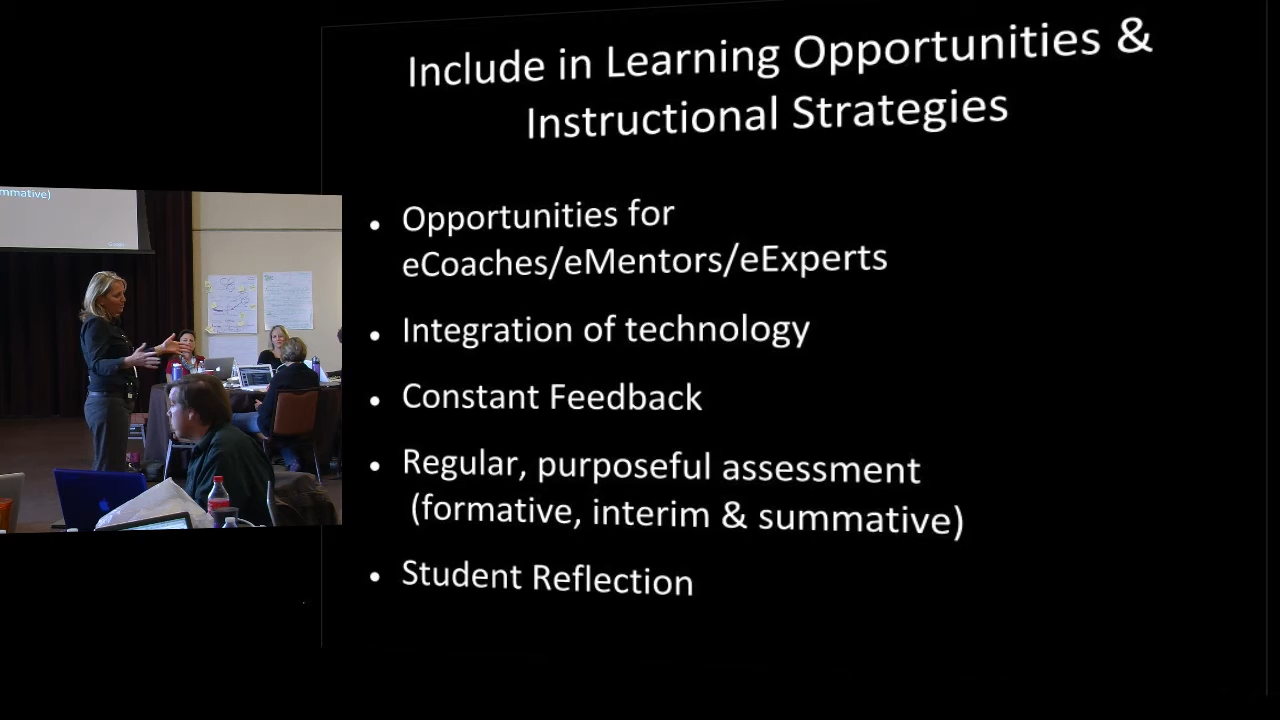 Include in Learning Opportunities &
Instructional Strategies
mmative)
• Opportunities for
eCoaches/eMentors/eExperts
• Integration of technology
• Constant Feedback
• Regular, purposeful assessment
(formative, interim & summative)
• Student Reflection